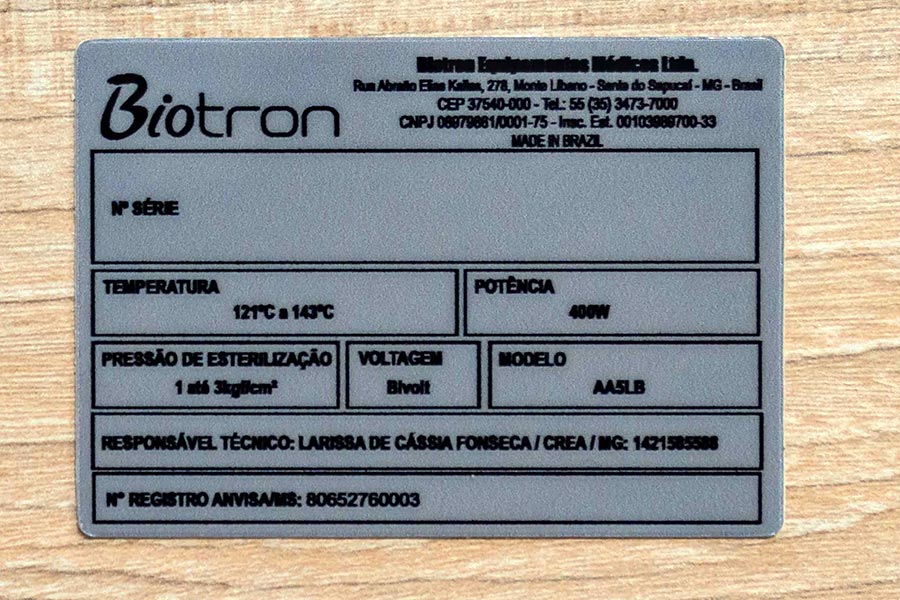 Biotron
Biotron Equipamentos Médicos Ltda.
Rua Abraão Elias Kallas, 278, Monte Líbano - Santa do Sapucaí - MG - Brasil
CEP 37540-000 - Tel.: 55 (35) 3473-7000
CNPJ 08979861/0001-75 - Insc. Est. 00103989700-33
MADE IN BRAZIL
Nº SÉRIE
TEMPERATURA
121ºC a 143ºC
POTÊNCIA
400W
PRESSÃO DE ESTERILIZAÇÃO
1 até 3kgf/cm²
VOLTAGEM
Bivolt
MODELO
AA5LB
RESPONSÁVEL TÉCNICO: LARISSA DE CÁSSIA FONSECA / CREA / MG: 1421585588
Nº REGISTRO ANVISA/MS: 80652760003